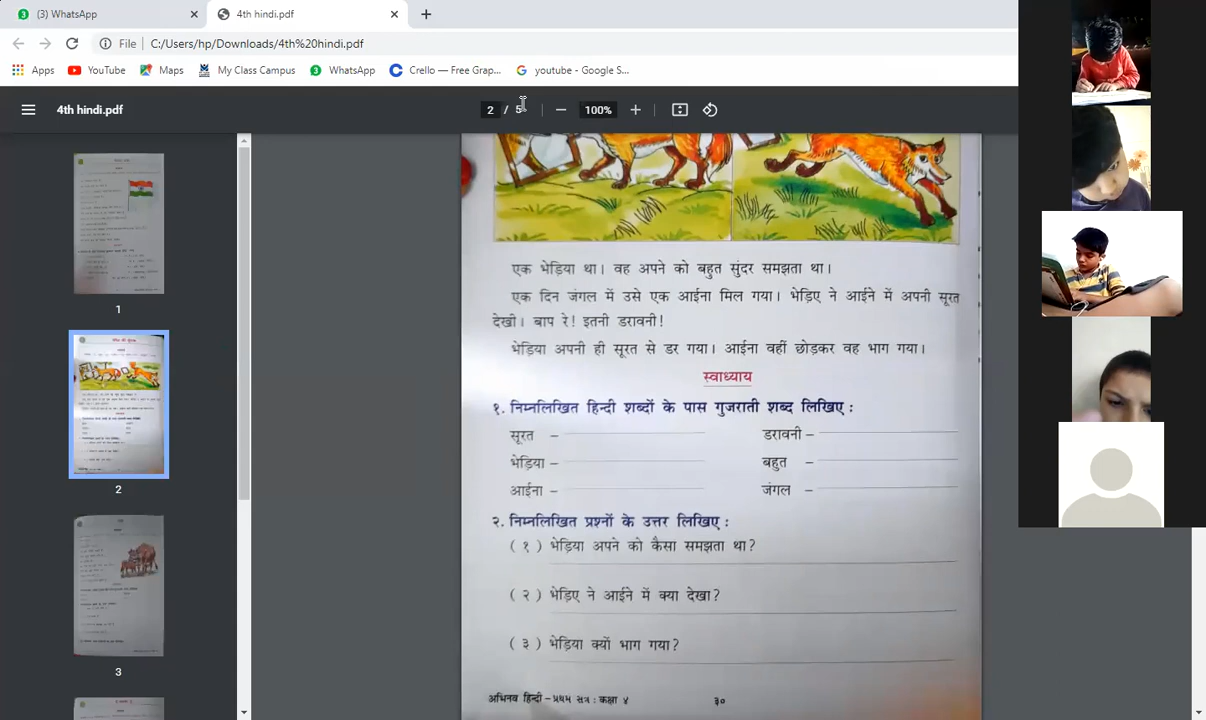 (3) WhatsApp
4th hindi.pdf
File
C:/Users/hp/Downloads/4th%20hindi.pdf
Apps
YouTube
Maps
My Class Campus
WhatsApp
Crello — Free Grap...
youtube - Google S...
4th hindi.pdf
2 / 5
100%
1
2
3
एक भेड़िया था। वह अपने को बहुत सुंदर समझता था।
एक दिन जंगल में उसे एक आईना मिल गया। भेड़िए ने आईने में अपनी सूरत
देखी। बाप रे! इतनी डरावनी!
भेड़िया अपनी ही सूरत से डर गया। आईना वहीं छोड़कर वह भाग गया।
स्वाध्याय
१. निम्नलिखित हिन्दी शब्दों के पास गुजराती शब्द लिखिए :
सूरत – डरावनी –
भेड़िया – बहुत –
आईना – जंगल –
२. निम्नलिखित प्रश्नों के उत्तर लिखिए :
( १ ) भेड़िया अपने को कैसा समझता था?
( २ ) भेड़िए ने आईने में क्या देखा?
( ३ ) भेड़िया क्यों भाग गया?
अभिनव हिन्दी – प्रथम सत्र : कक्षा ४ ३०